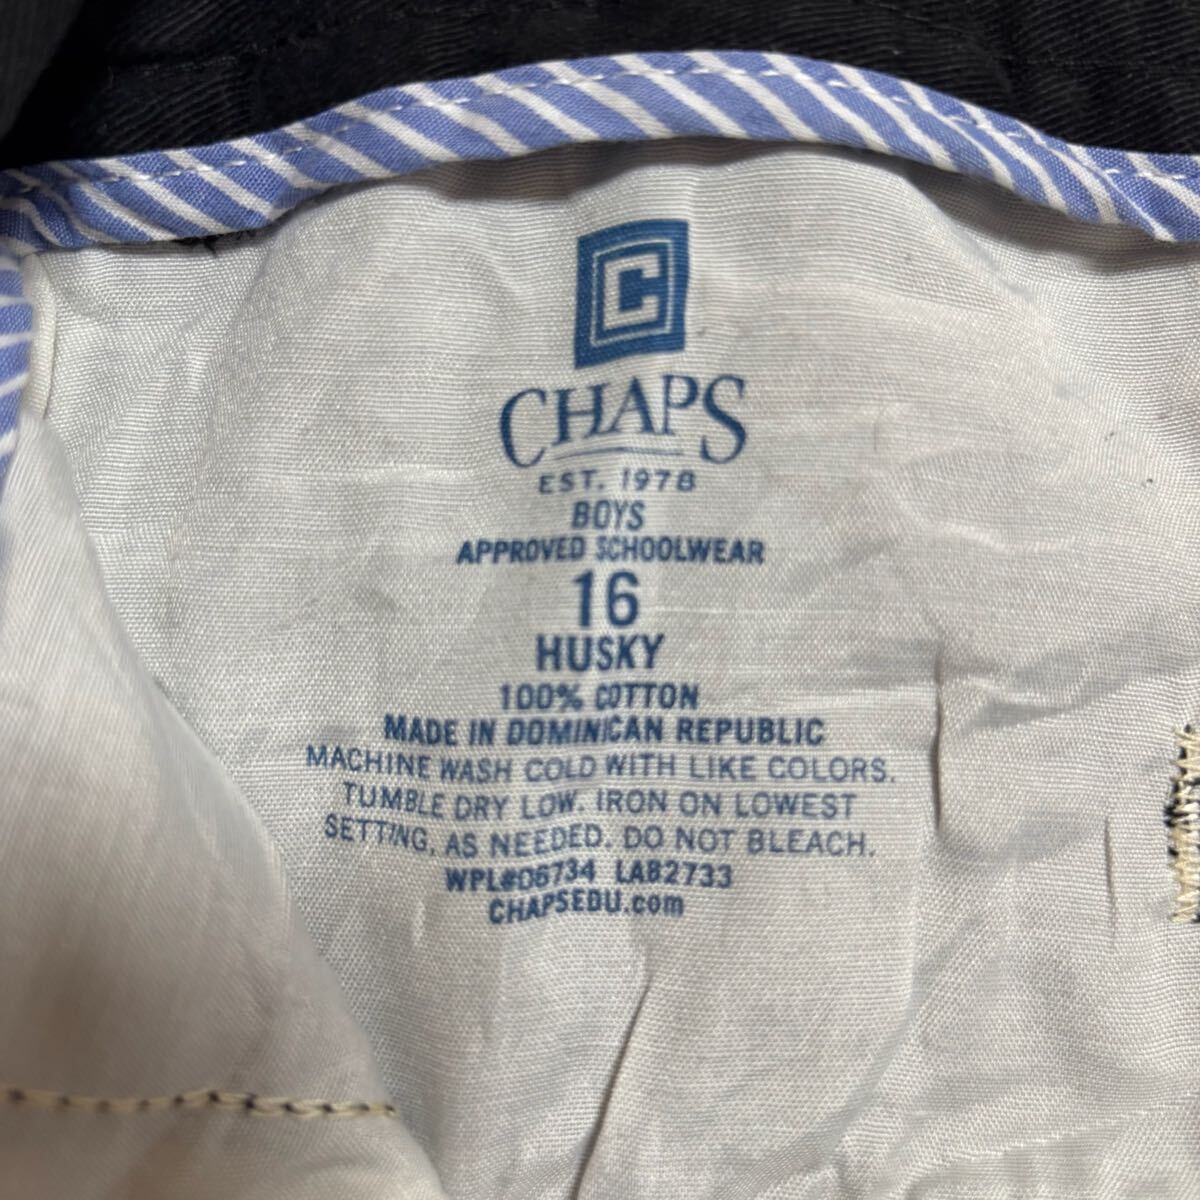 C
CHAPS
EST. 1978
BOYS
APPROVED SCHOOLWEAR
16
HUSKY
100% COTTON
MADE IN DOMINICAN REPUBLIC
MACHINE WASH COLD WITH LIKE COLORS.
TUMBLE DRY LOW. IRON ON LOWEST
SETTING, AS NEEDED. DO NOT BLEACH.
WPL#06734 LAB2733
CHAPSEDU.com